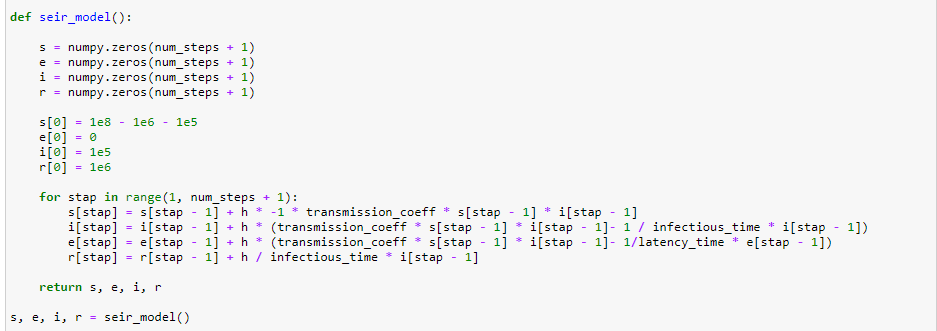 def seir_model():
    s = numpy.zeros(num_steps + 1)
    e = numpy.zeros(num_steps + 1)
    i = numpy.zeros(num_steps + 1)
    r = numpy.zeros(num_steps + 1)
    s[0] = 1e8 - 1e6 - 1e5
    e[0] = 0
    i[0] = 1e5
    r[0] = 1e6
    for stap in range(1, num_steps + 1):
        s[stap] = s[stap - 1] + h * -1 * transmission_coeff * s[stap - 1] * i[stap - 1]
        i[stap] = i[stap - 1] + h * (transmission_coeff * s[stap - 1] * i[stap - 1]- 1 / infectious_time * i[stap - 1])
        e[stap] = e[stap - 1] + h * (transmission_coeff * s[stap - 1] * i[stap - 1]- 1/latency_time * e[stap - 1])
        r[stap] = r[stap - 1] + h / infectious_time * i[stap - 1]
    return s, e, i, r
s, e, i, r = seir_model()